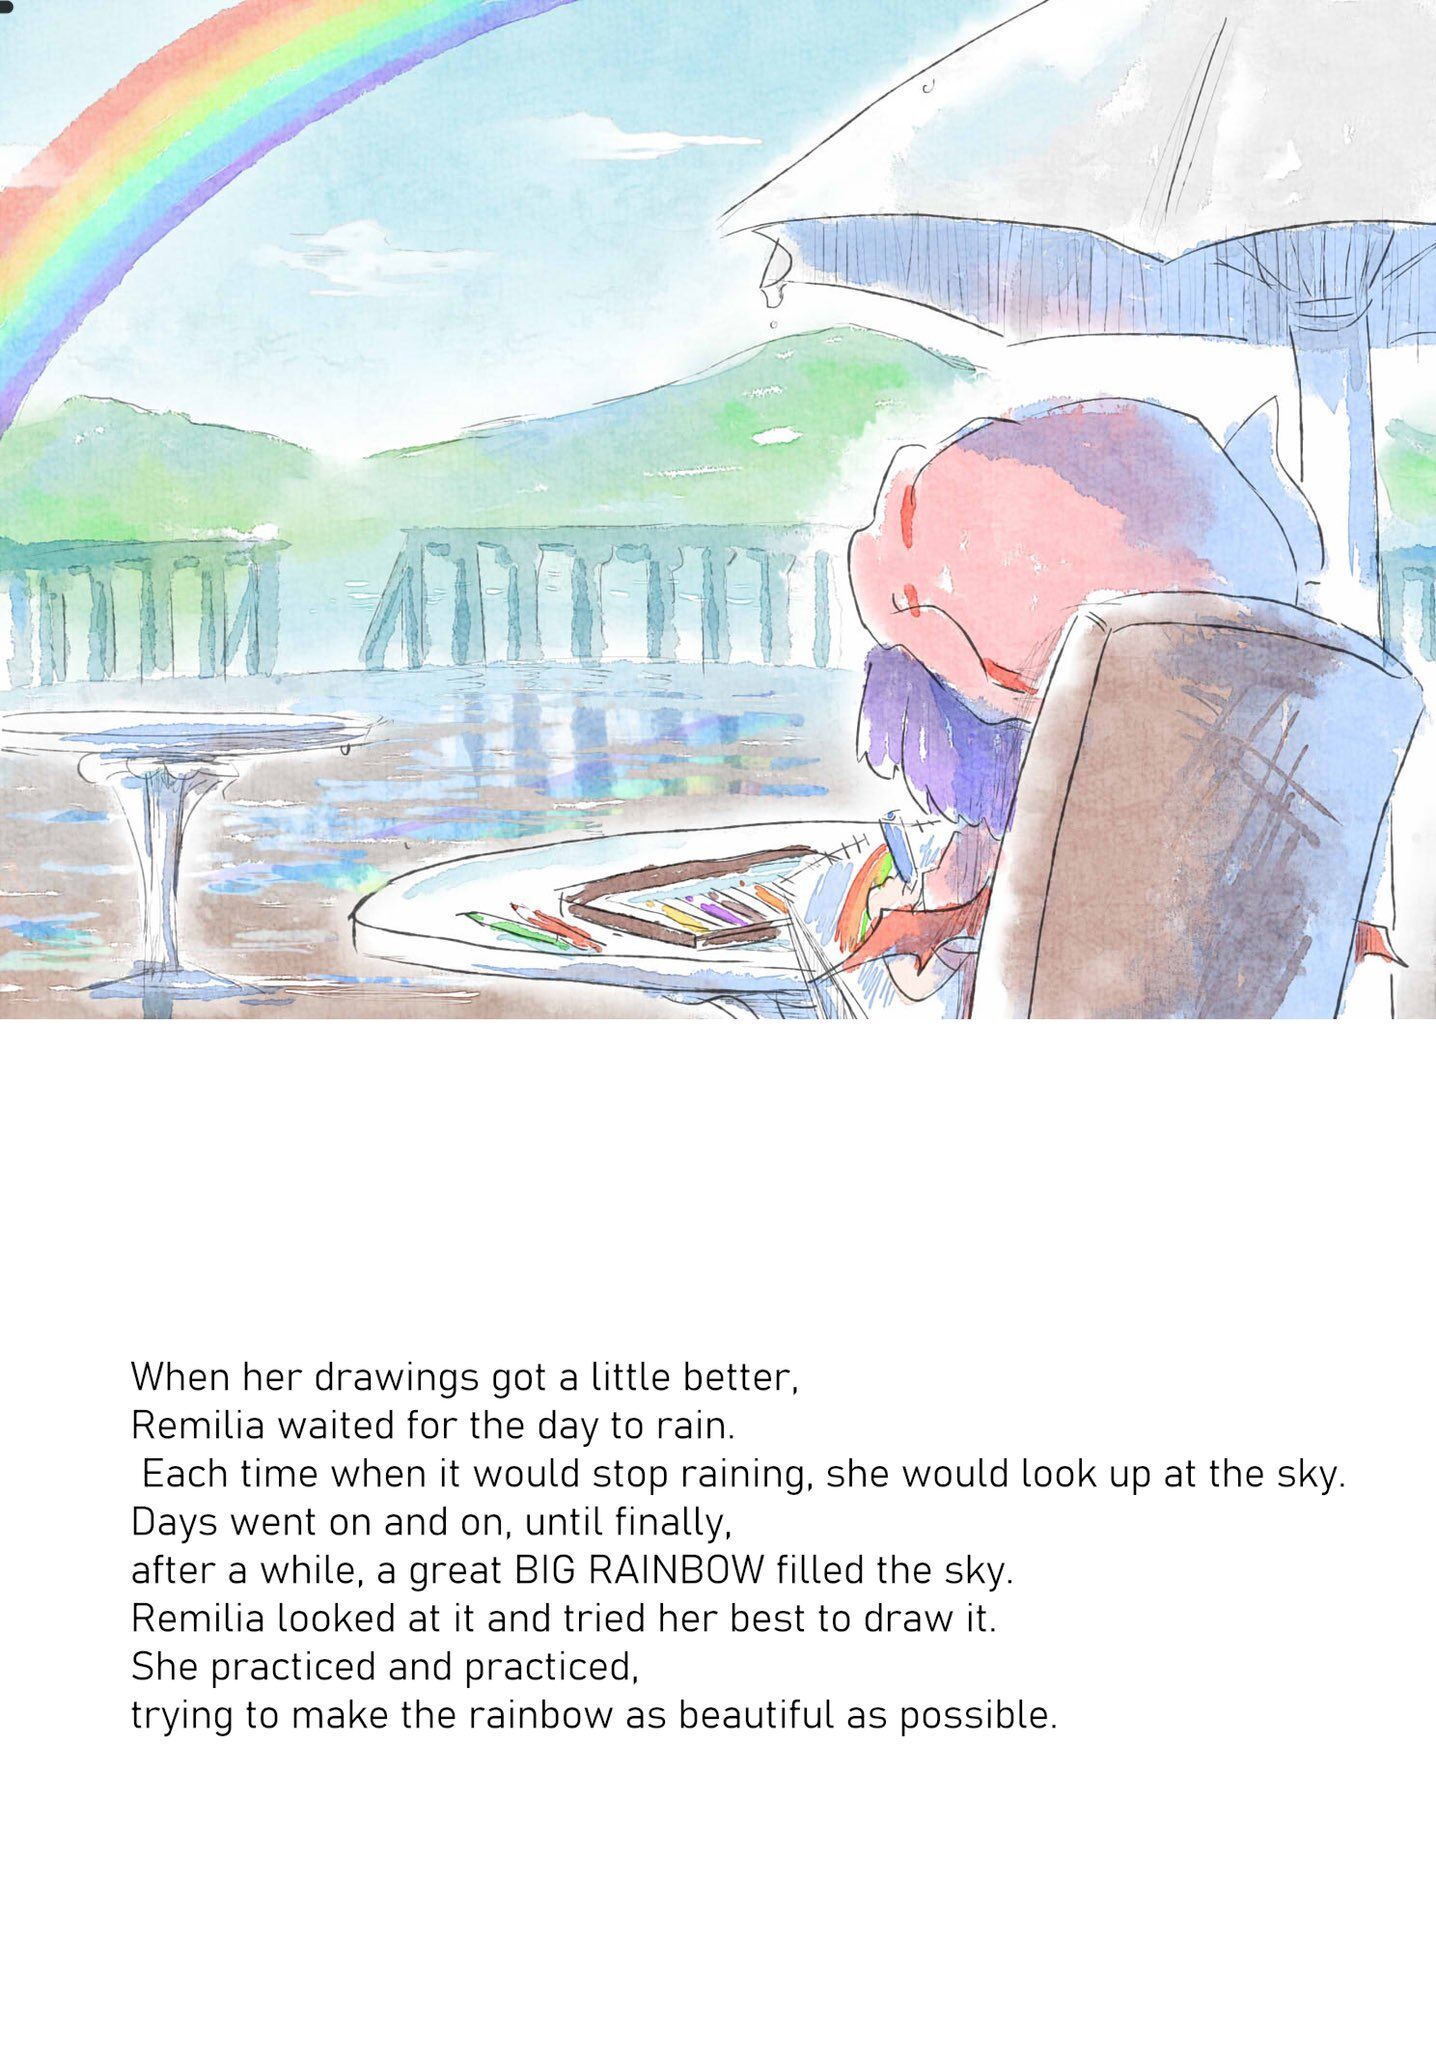 When her drawings got a little better,
Remilia waited for the day to rain.
Each time when it would stop raining, she would look up at the sky.
Days went on and on, until finally,
after a while, a great BIG RAINBOW filled the sky.
Remilia looked at it and tried her best to draw it.
She practiced and practiced,
trying to make the rainbow as beautiful as possible.